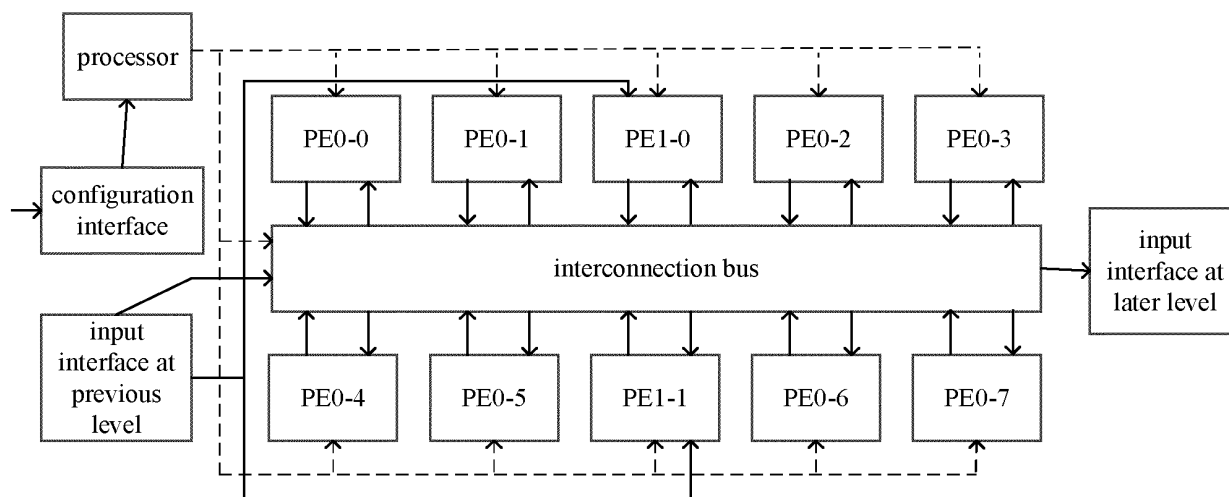 processor
PE0-0
PE0-1
PE1-0
PE0-2
PE0-3
configuration
interface
interconnection bus
input
interface at
later level
input
interface at
previous
level
PE0-4
PE0-5
PE1-1
PE0-6
PE0-7